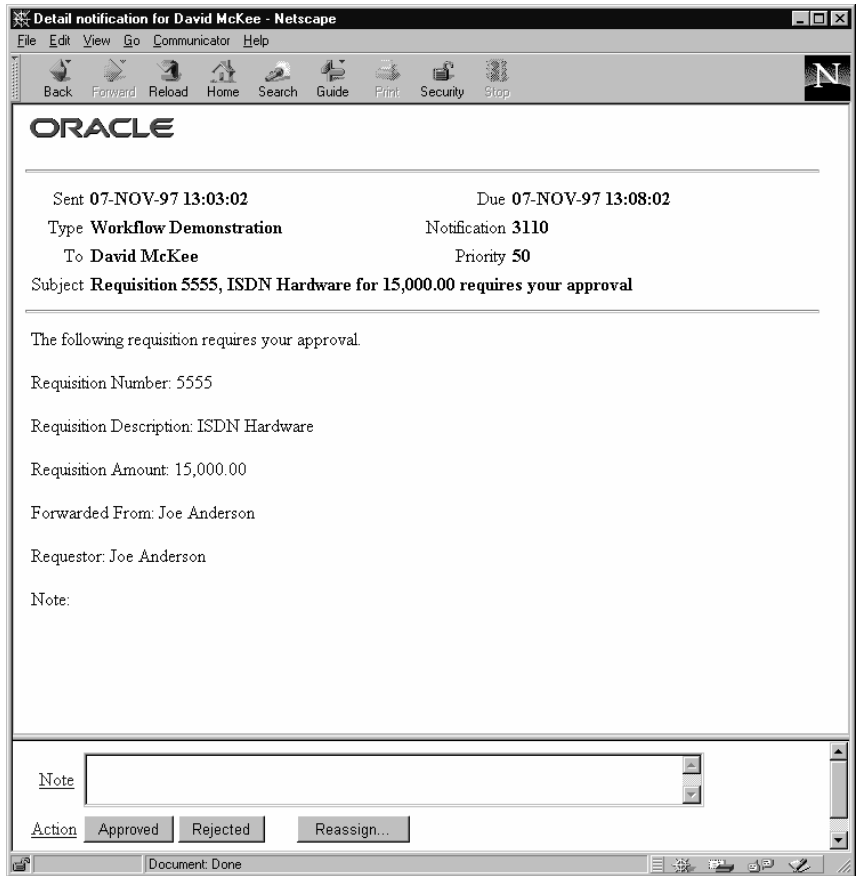 Detail notification for David McKee - Netscape
File Edit View Go Communicator Help
Back Forward Reload Home Search Guide Print Security Stop
N
ORACLE
Sent 07-NOV-97 13:03:02 Due 07-NOV-97 13:08:02
Type Workflow Demonstration Notification 3110
To David McKee Priority 50
Subject Requisition 5555, ISDN Hardware for 15,000.00 requires your approval
The following requisition requires your approval.
Requisition Number: 5555
Requisition Description: ISDN Hardware
Requisition Amount: 15,000.00
Forwarded From: Joe Anderson
Requestor: Joe Anderson
Note:
Note
Action Approved Rejected Reassign...
Document: Done